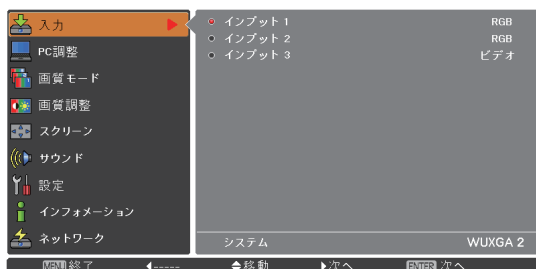 入力
インプット 1 RGB
インプット 2 RGB
インプット 3 ビデオ
PC調整
画質モード
画質調整
スクリーン
サウンド
設定
インフォメーション
ネットワーク
システム WUXGA 2
MENU 終了 ◀----- 移動 ▶次へ ENTER 次へ